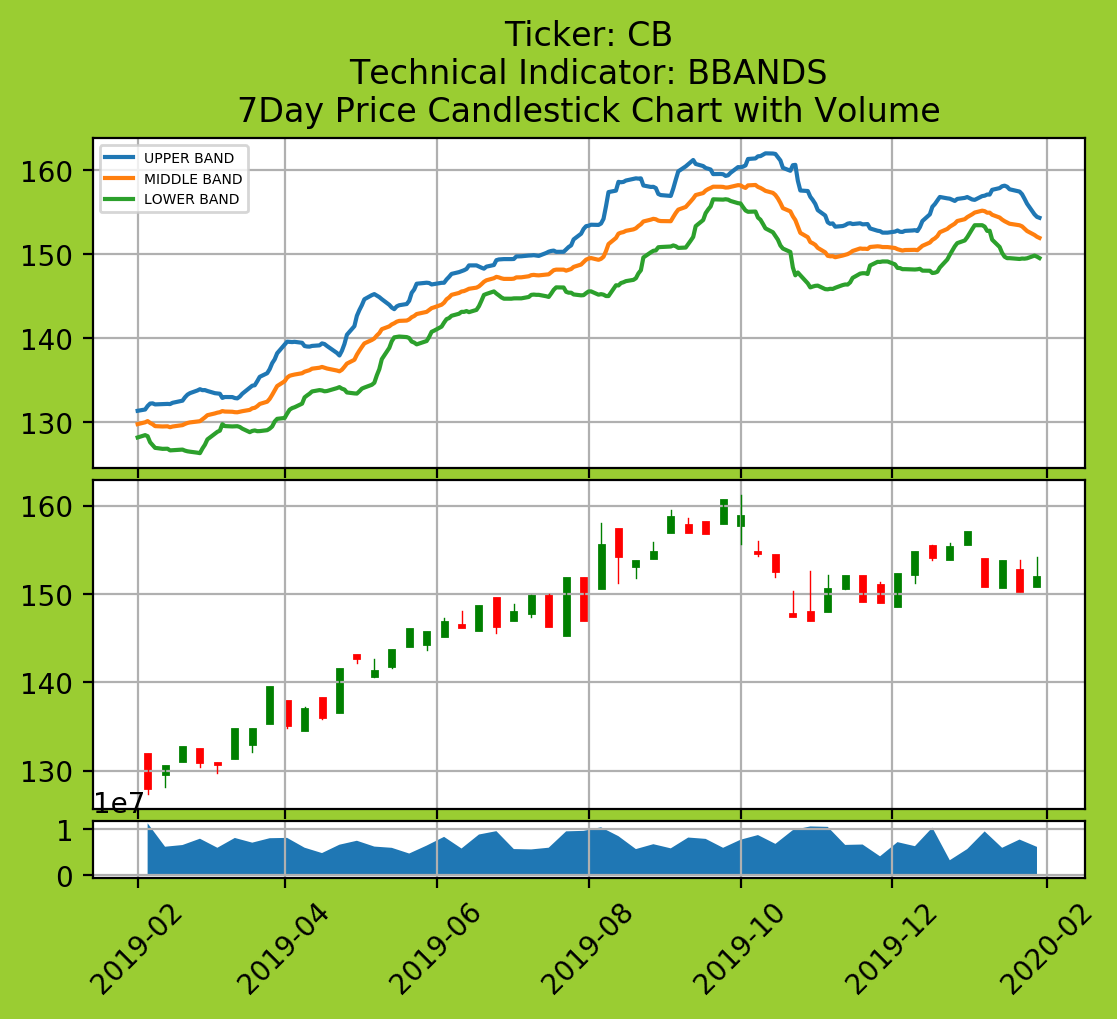 Ticker: CB
Technical Indicator: BBANDS
7Day Price Candlestick Chart with Volume
UPPER BAND
MIDDLE BAND
LOWER BAND
160
150
140
130
160
150
140
130
1e7
1
0
2019-02
2019-04
2019-06
2019-08
2019-10
2019-12
2020-02